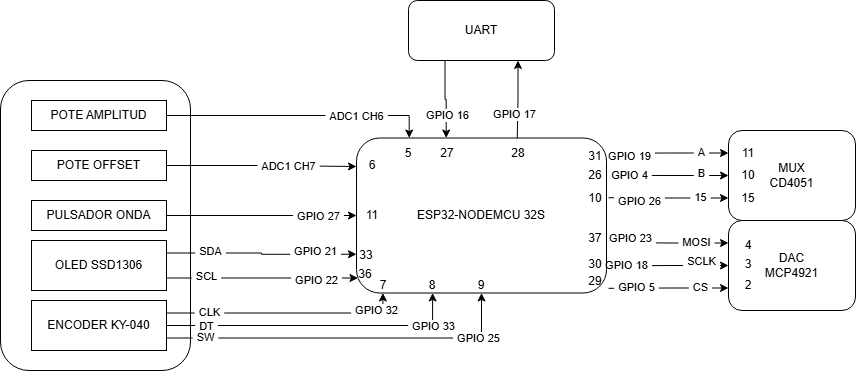 UART
POTE AMPLITUD
ADC1 CH6
GPIO 16
GPIO 17
5
27
28
POTE OFFSET
ADC1 CH7
6
PULSADOR ONDA
GPIO 27
11
ESP32-NODEMCU 32S
OLED SSD1306
SDA
GPIO 21
33
SCL
GPIO 22
36
7
8
9
ENCODER KY-040
CLK
GPIO 32
DT
GPIO 33
SW
GPIO 25
31
GPIO 19
A
11
26
GPIO 4
B
10
10
GPIO 26
15
15
MUX
CD4051
37
GPIO 23
MOSI
4
30
GPIO 18
SCLK
3
29
GPIO 5
CS
2
DAC
MCP4921